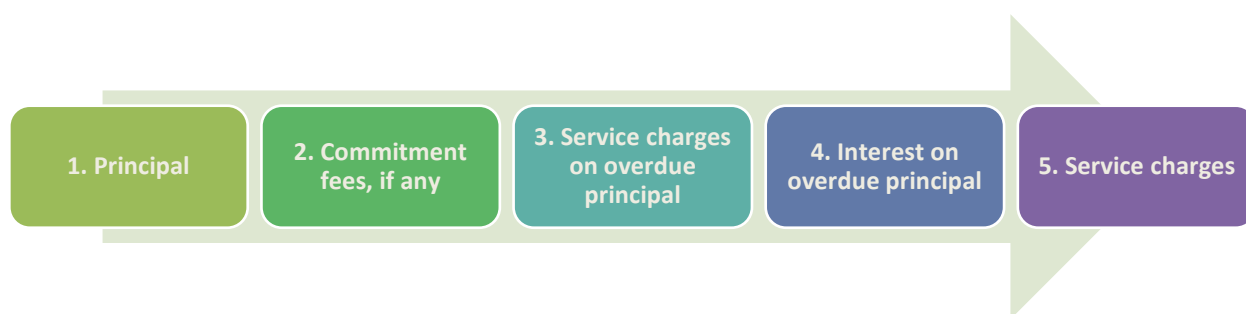 1. Principal
2. Commitment
fees, if any
3. Service charges
on overdue
principal
4. Interest on
overdue principal
5. Service charges